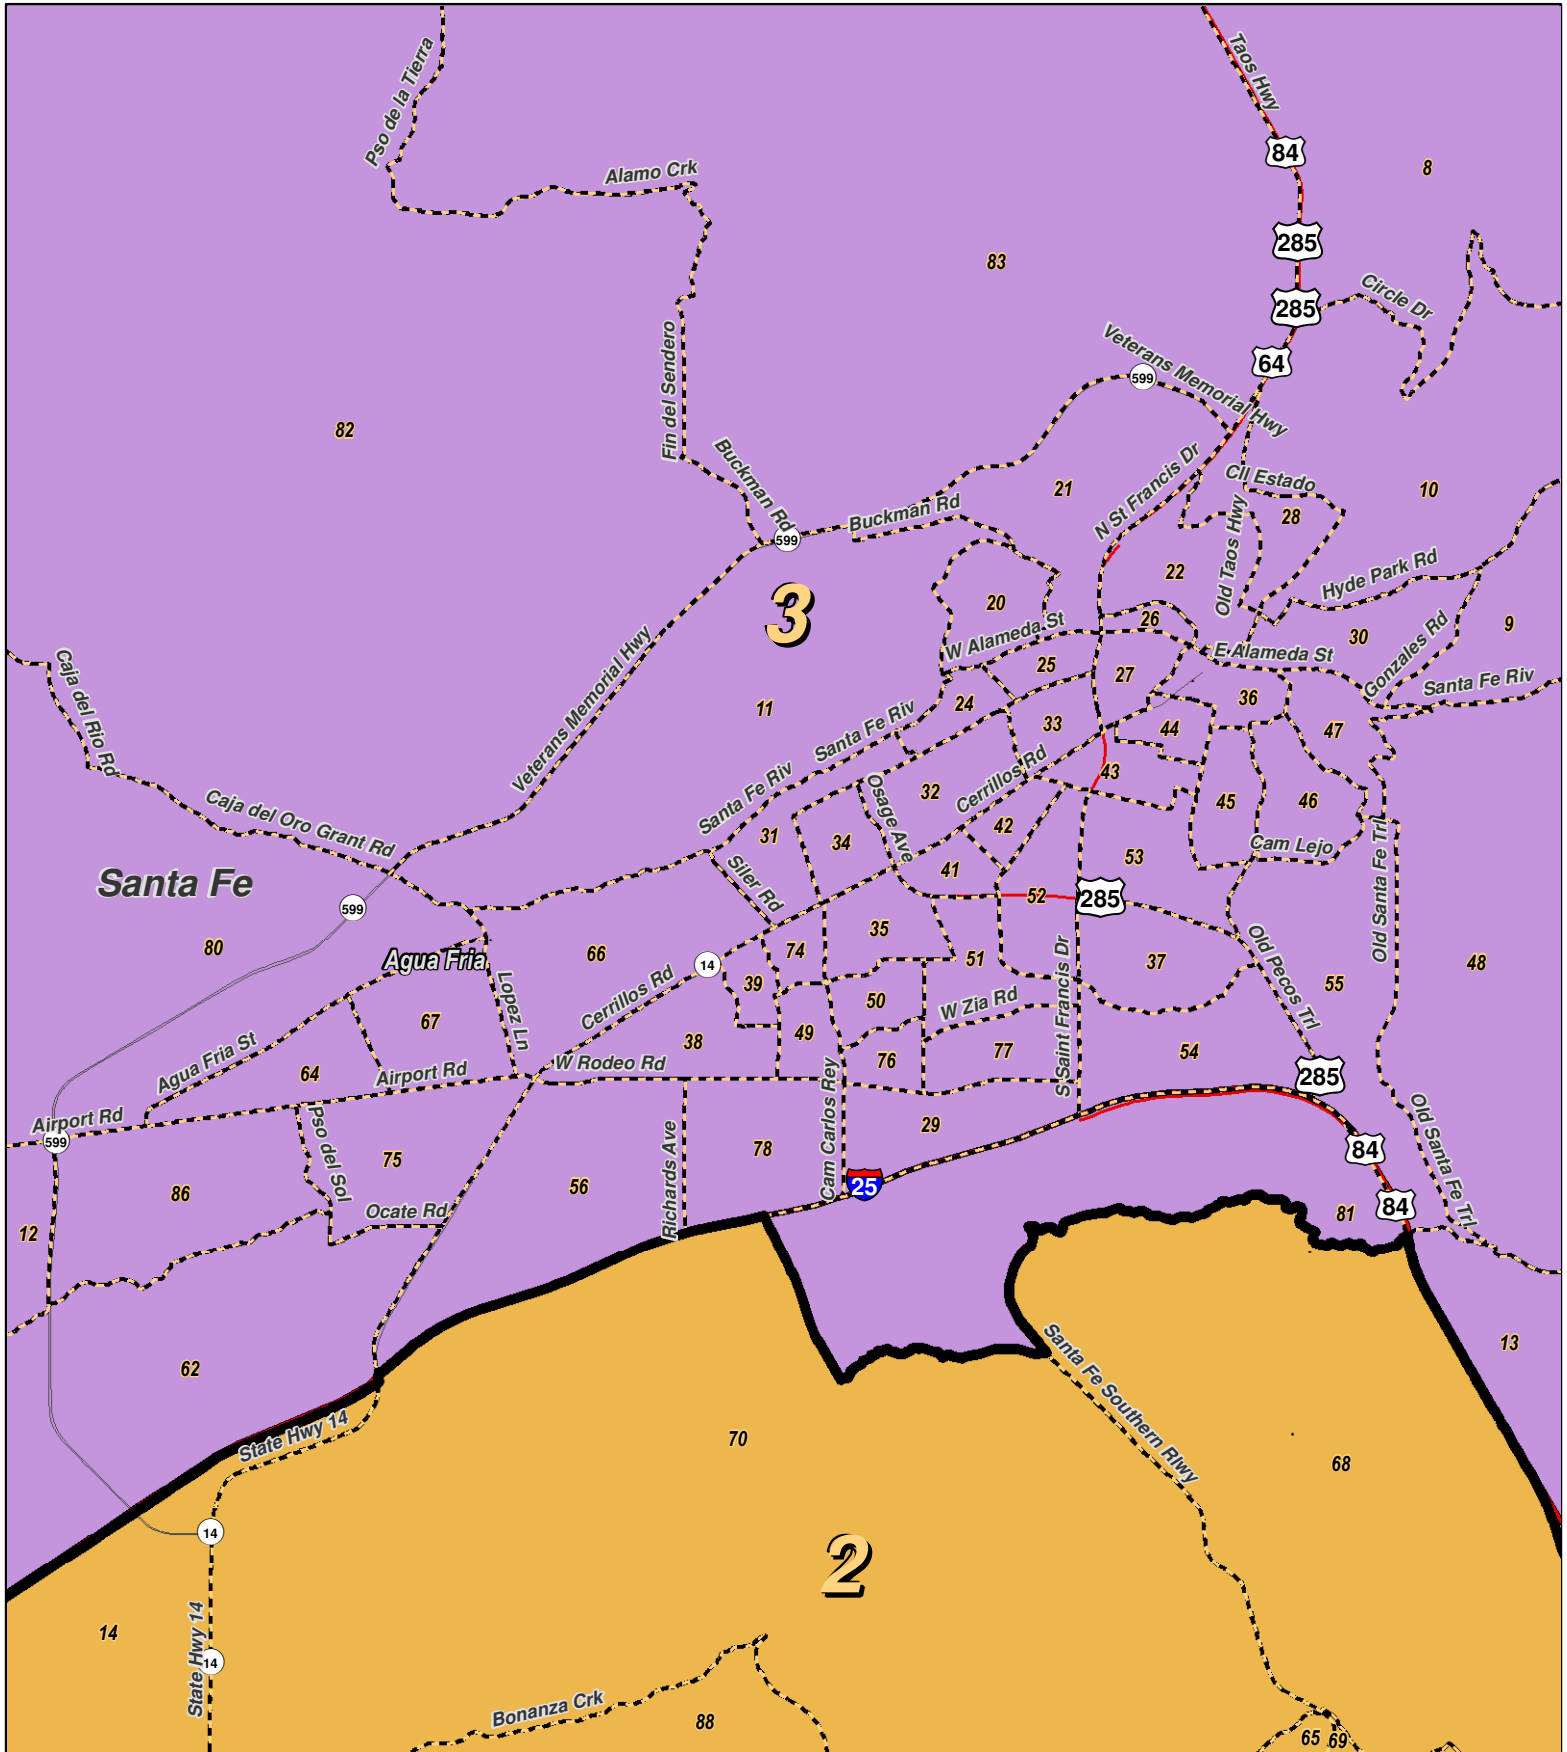 Pso de la Tierra
Taos Hwy
84
8
Alamo Crk
285
83
Circle Dr
285
Fin del Sendero
Veterans Memorial Hwy
64
599
82
Buckman Rd
N St Francis Dr
Cll Estado
21
10
28
Buckman Rd
599
Old Taos Hwy
22
Hyde Park Rd
3
20
26
W Alameda St
30
9
Gonzales Rd
E Alameda St
25
27
Santa Fe Riv
Caja del Rio Rd
Veterans Memorial Hwy
11
24
36
33
44
47
Santa Fe Riv
Cerrillos Rd
43
Santa Fe Riv
32
45
46
Caja del Oro Grant Rd
Osage Ave
42
31
34
Cam Lejo
53
Old Santa Fe Trl
Siler Rd
41
Santa Fe
52
285
599
35
Old Pecos Trl
80
Agua Fria
66
74
51
37
48
14
39
55
Lopez Ln
Cerrillos Rd
50
W Zia Rd
67
49
S Saint Francis Dr
38
77
54
Agua Fria St
W Rodeo Rd
76
64
Airport Rd
285
Cam Carlos Rey
Airport Rd
29
Old Santa Fe Trl
599
Pso del Sol
75
Richards Ave
78
84
86
56
25
84
Ocate Rd
81
12
13
62
Santa Fe Southern Rlwy
State Hwy 14
70
68
14
2
14
State Hwy 14
14
Bonanza Crk
88
65
69